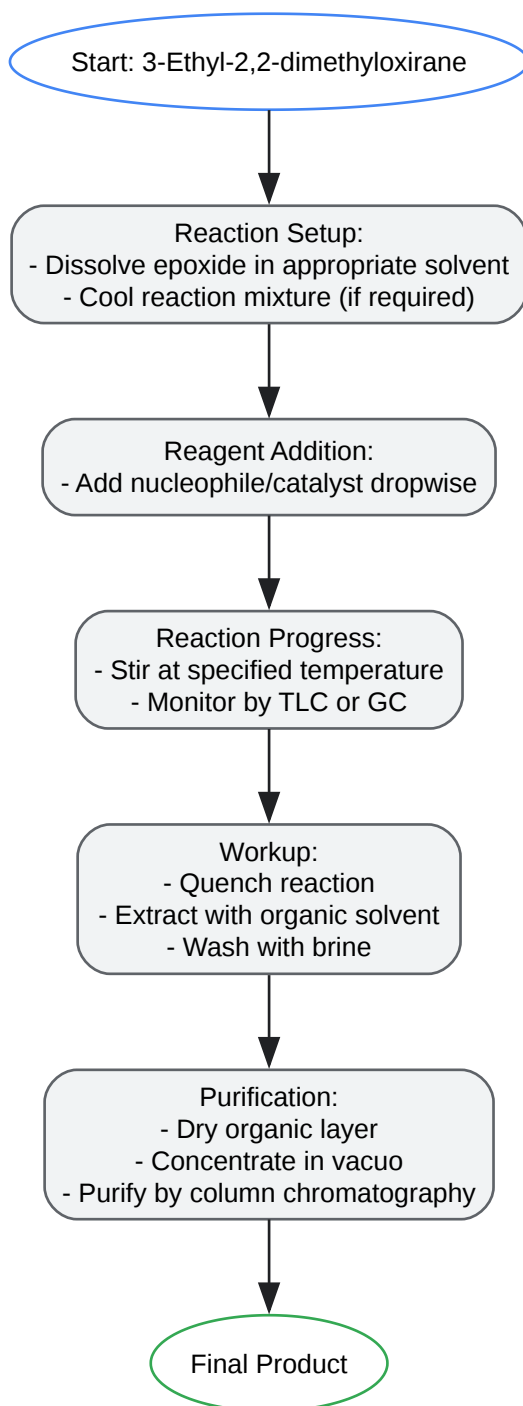 Start: 3-Ethyl-2,2-dimethyloxirane
Reaction Setup:
- Dissolve epoxide in appropriate solvent
- Cool reaction mixture (if required)
Reagent Addition:
- Add nucleophile/catalyst dropwise
Reaction Progress:
- Stir at specified temperature
- Monitor by TLC or GC
Workup:
- Quench reaction
- Extract with organic solvent
- Wash with brine
Purification:
- Dry organic layer
- Concentrate in vacuo
- Purify by column chromatography
Final Product